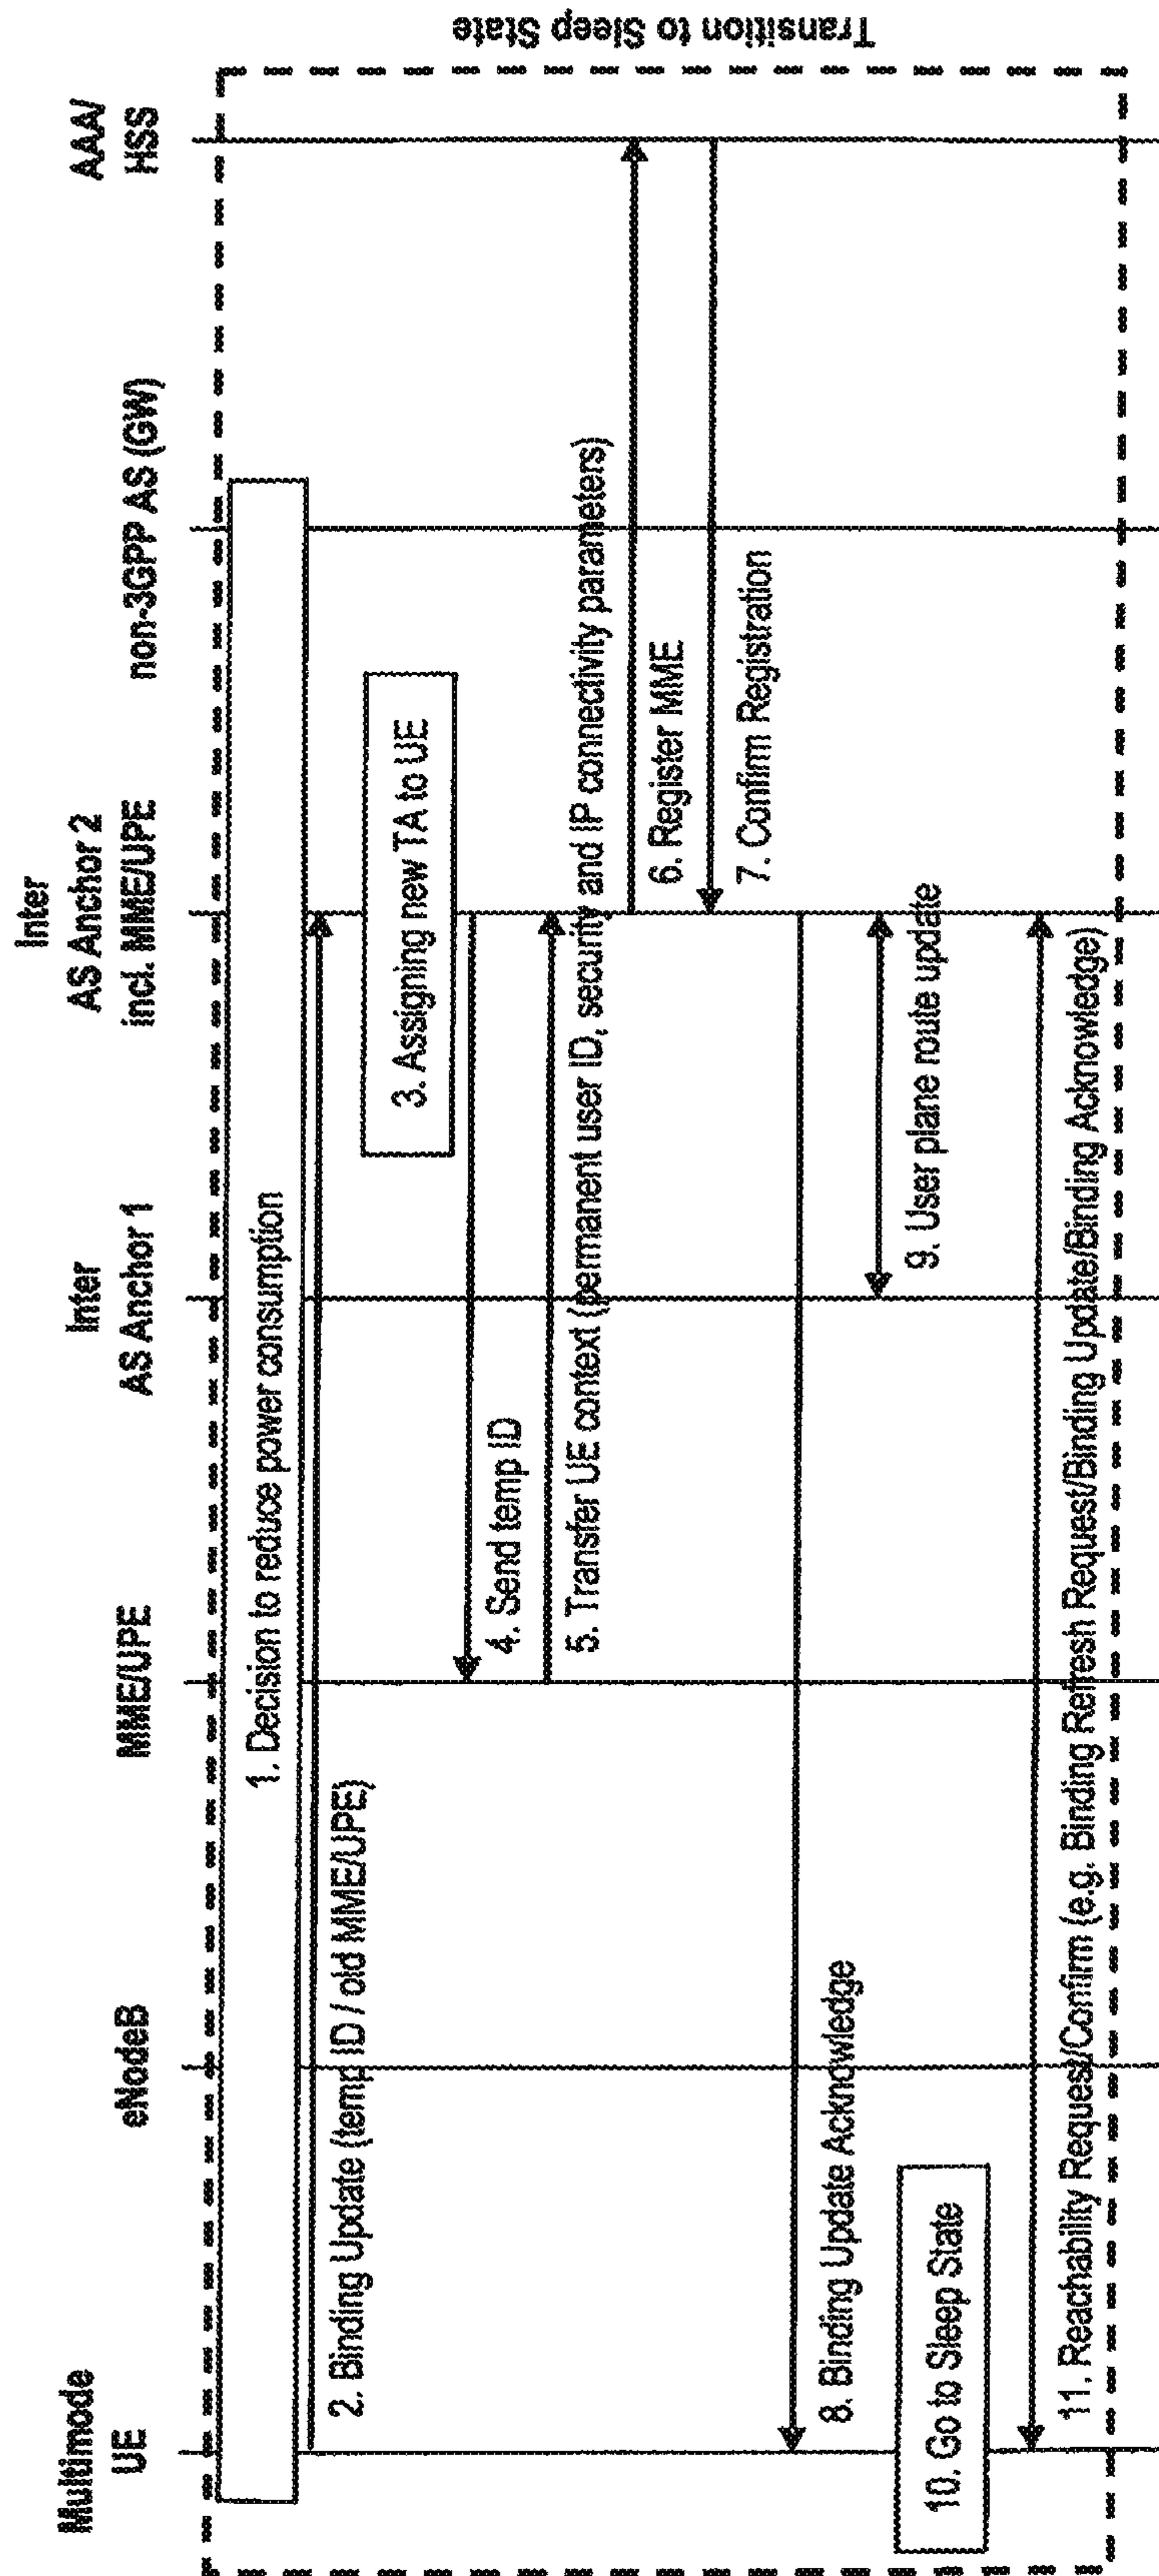 Multimode
UE
eNodeB
MME/UPE
Inter
AS Anchor 1
Inter
AS Anchor 2
incl. MME/UPE
non-3GPP AS (GW)
AAA/
HSS
1. Decision to reduce power consumption
2. Binding Update (temp ID / old MME/UPE)
3. Assigning new TA to UE
4. Send temp ID
5. Transfer UE context (permanent user ID, security and IP connectivity parameters)
6. Register MME
7. Confirm Registration
8. Binding Update Acknowledge
9. User plane route update
10. Go to Sleep State
11. Reachability Request/Confirm (e.g. Binding Refresh Request/Binding Update/Binding Acknowledge)
Transition to Sleep State